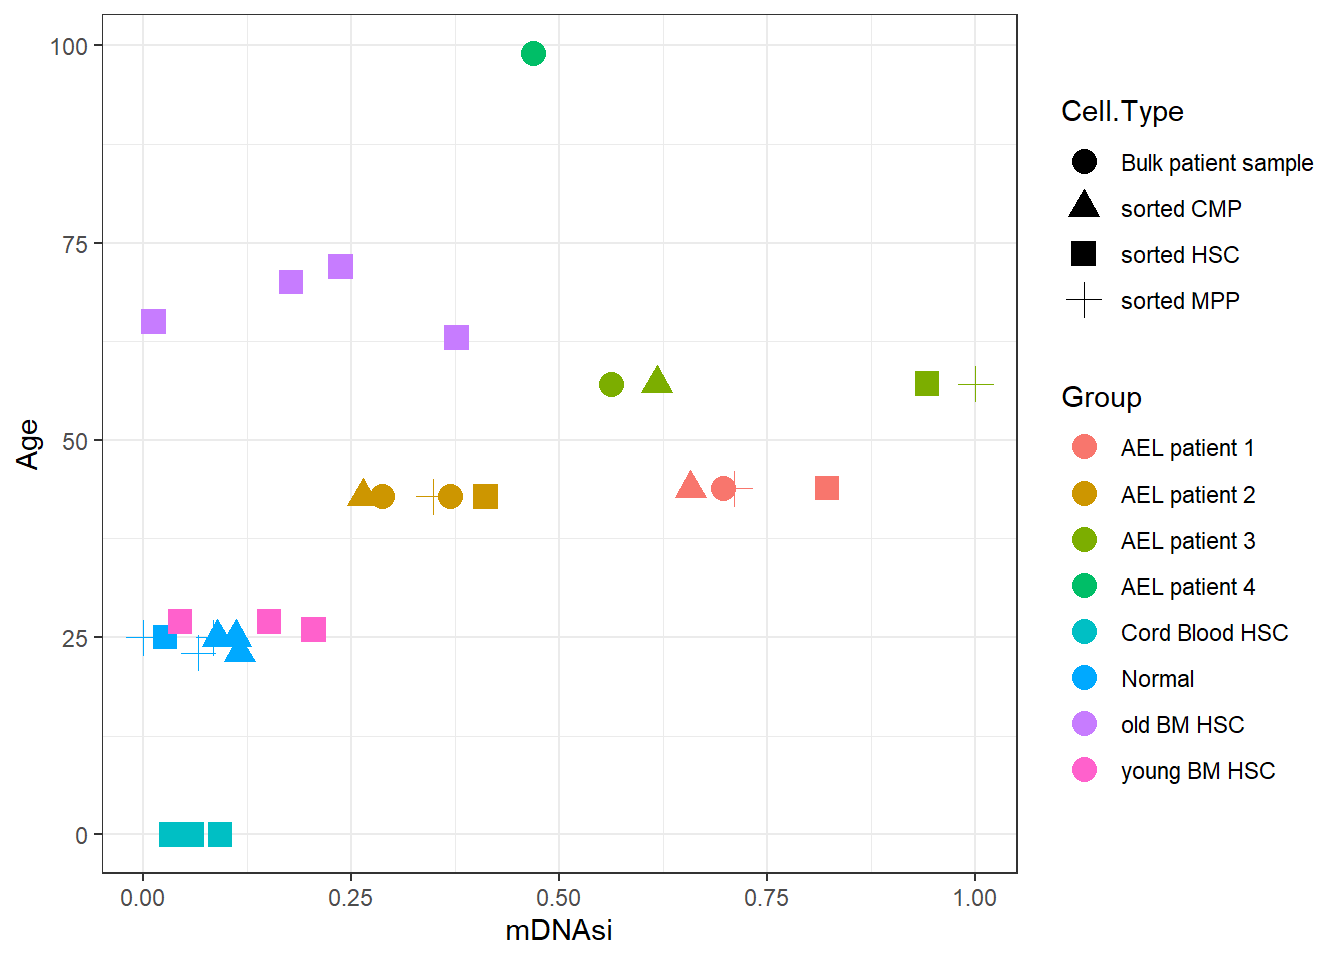 100
75
50
25
0
Age
0.00
0.25
0.50
0.75
1.00
mDNAsi
Cell.Type
Bulk patient sample
sorted CMP
sorted HSC
sorted MPP
Group
AEL patient 1
AEL patient 2
AEL patient 3
AEL patient 4
Cord Blood HSC
Normal
old BM HSC
young BM HSC